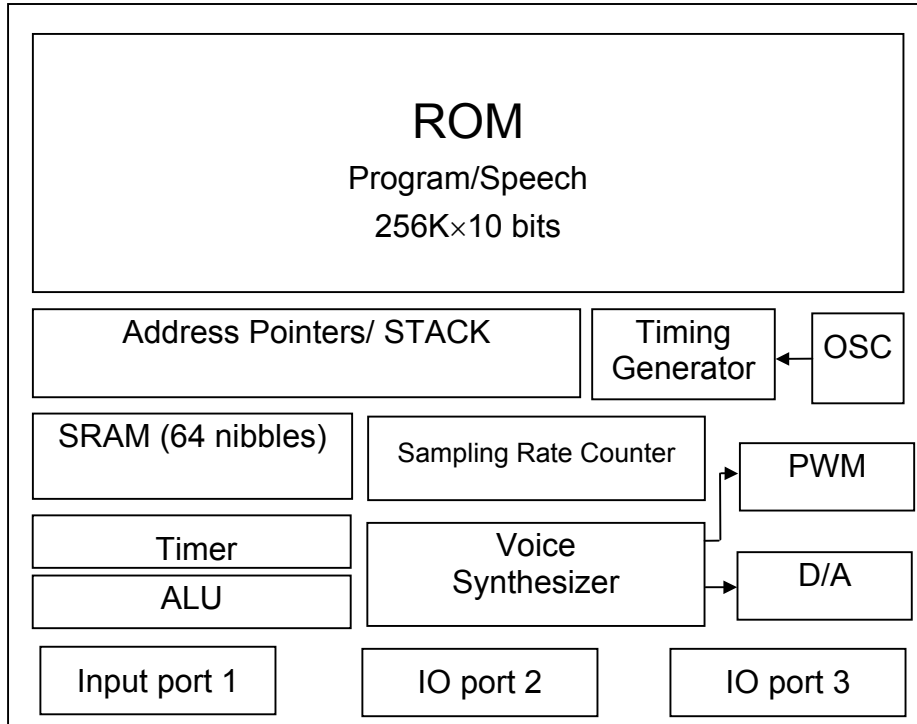 ROM
Program/Speech
256K×10 bits
Address Pointers/ STACK
Timing
Generator
OSC
SRAM (64 nibbles)
Sampling Rate Counter
PWM
Timer
Voice
Synthesizer
D/A
ALU
Input port 1
IO port 2
IO port 3